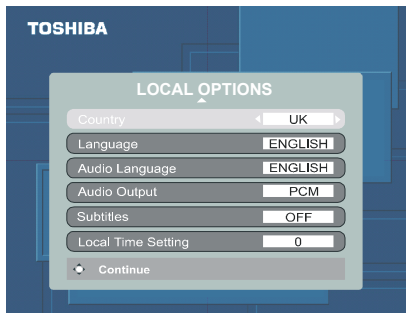 TOSHIBA
LOCAL OPTIONS
Country UK
Language ENGLISH
Audio Language ENGLISH
Audio Output PCM
Subtitles OFF
Local Time Setting 0
Continue